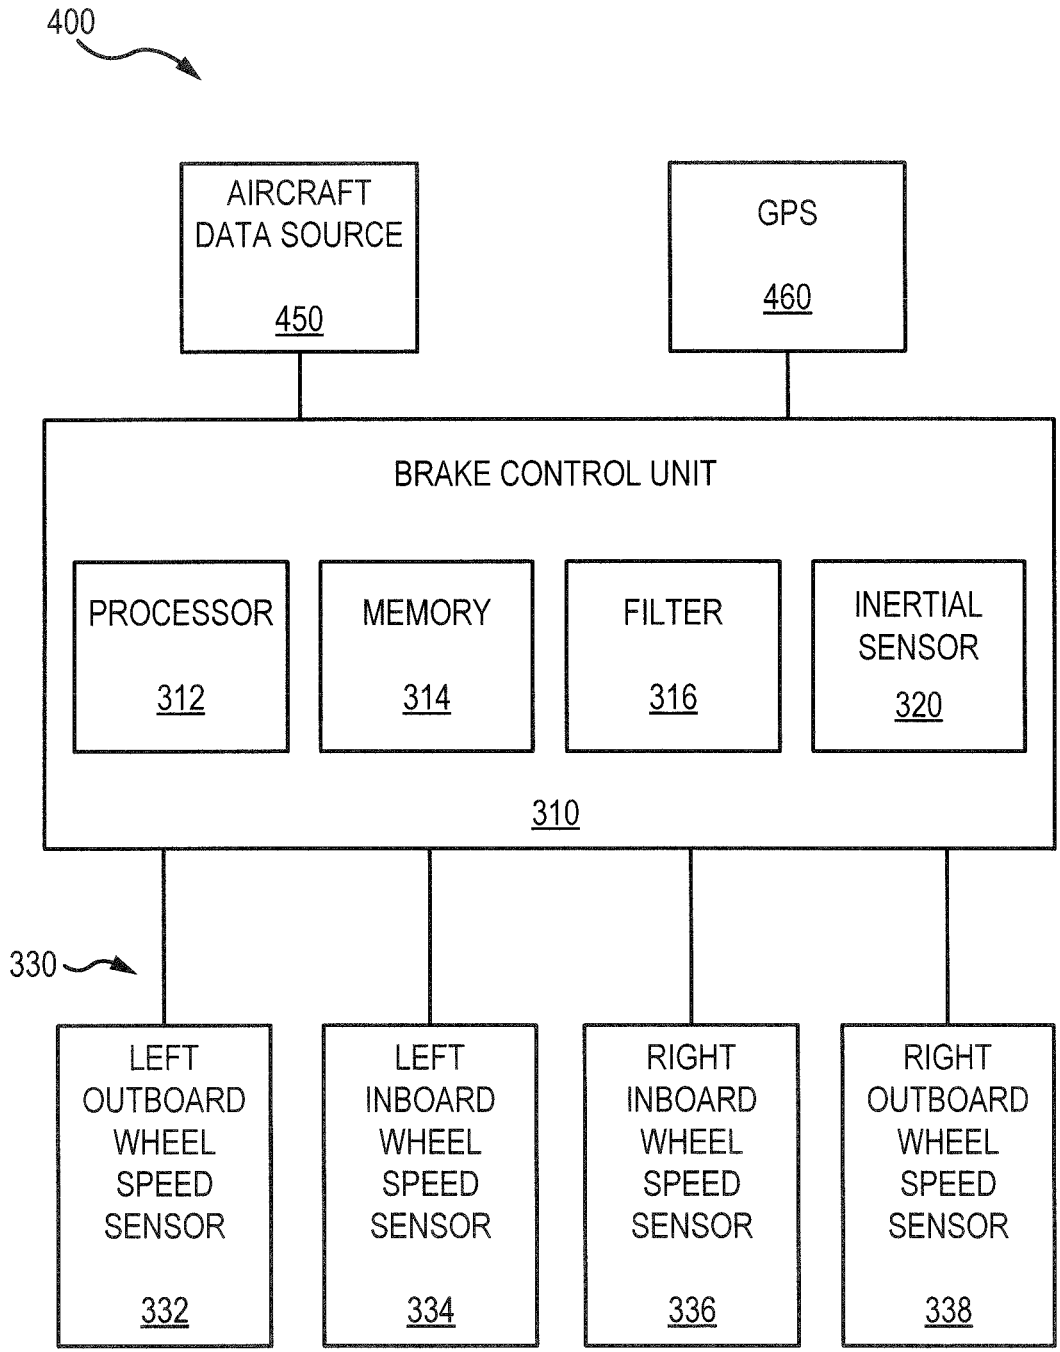 400
AIRCRAFT
DATA SOURCE
450
GPS
460
BRAKE CONTROL UNIT
PROCESSOR
312
MEMORY
314
FILTER
316
INERTIAL
SENSOR
320
310
330
LEFT
OUTBOARD
WHEEL
SPEED
SENSOR
332
LEFT
INBOARD
WHEEL
SPEED
SENSOR
334
RIGHT
INBOARD
WHEEL
SPEED
SENSOR
336
RIGHT
OUTBOARD
WHEEL
SPEED
SENSOR
338